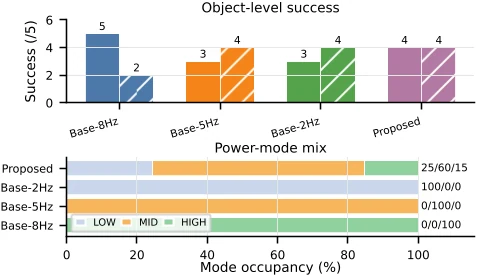 Object-level success
Success (/5)
6
4
2
0
5
2
3
4
3
4
4
4
Base-8Hz
Base-5Hz
Base-2Hz
Proposed
Power-mode mix
Proposed
25/60/15
Base-2Hz
100/0/0
Base-5Hz
0/100/0
Base-8Hz
0/0/100
LOW MID HIGH
0 20 40 60 80 100
Mode occupancy (%)